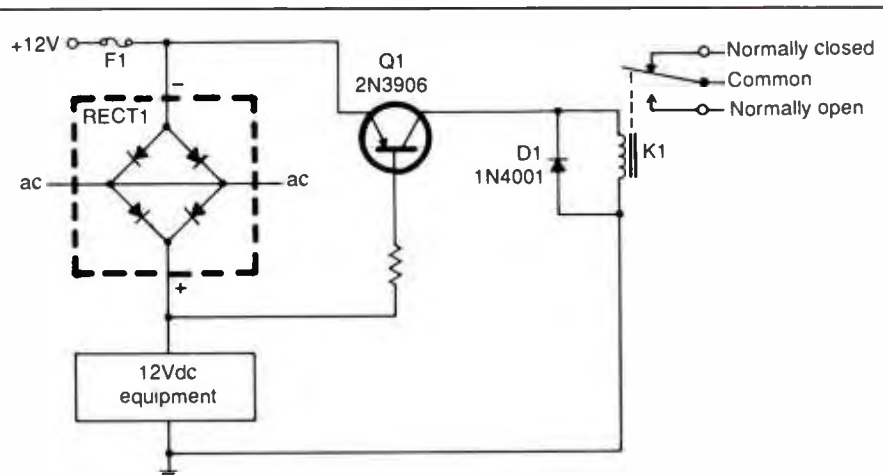 +12V
F1
Q1
2N3906
Normally closed
Common
Normally open
–
RECT1
D1
1N4001
K1
ac
ac
+
12Vdc
equipment